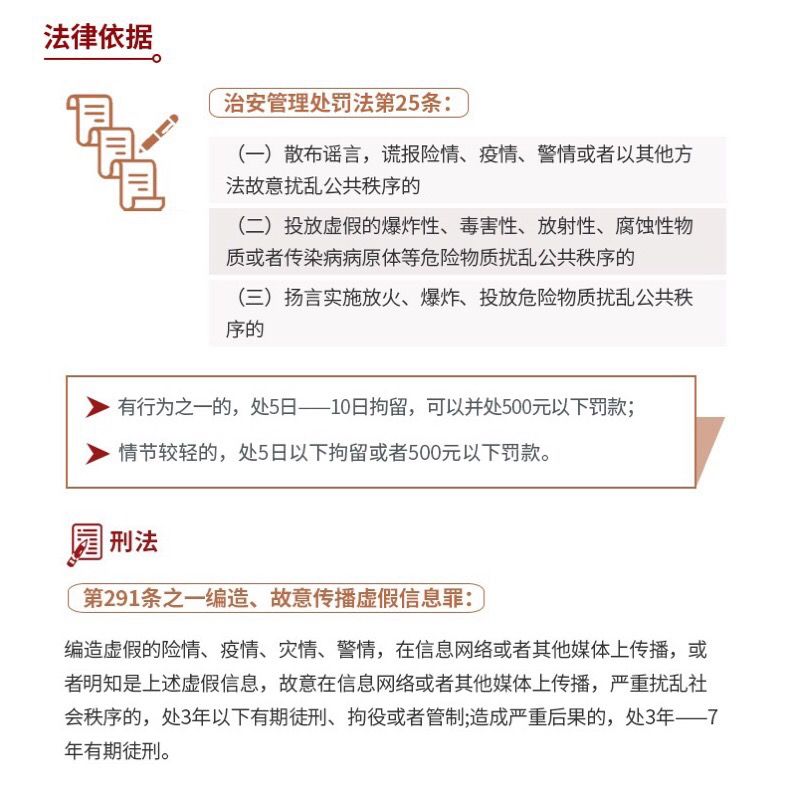 法律依据
治安管理处罚法第25条：
（一）散布谣言，谎报险情、疫情、警情或者以其他方
法故意扰乱公共秩序的
（二）投放虚假的爆炸性、毒害性、放射性、腐蚀性物
质或者传染病病原体等危险物质扰乱公共秩序的
（三）扬言实施放火、爆炸、投放危险物质扰乱公共秩
序的
有行为之一的，处5日——10日拘留，可以并处500元以下罚款；
情节较轻的，处5日以下拘留或者500元以下罚款。
刑法
第291条之一编造、故意传播虚假信息罪：
编造虚假的险情、疫情、灾情、警情，在信息网络或者其他媒体上传播，或
者明知是上述虚假信息，故意在信息网络或者其他媒体上传播，严重扰乱社
会秩序的，处3年以下有期徒刑、拘役或者管制;造成严重后果的，处3年——7
年有期徒刑。